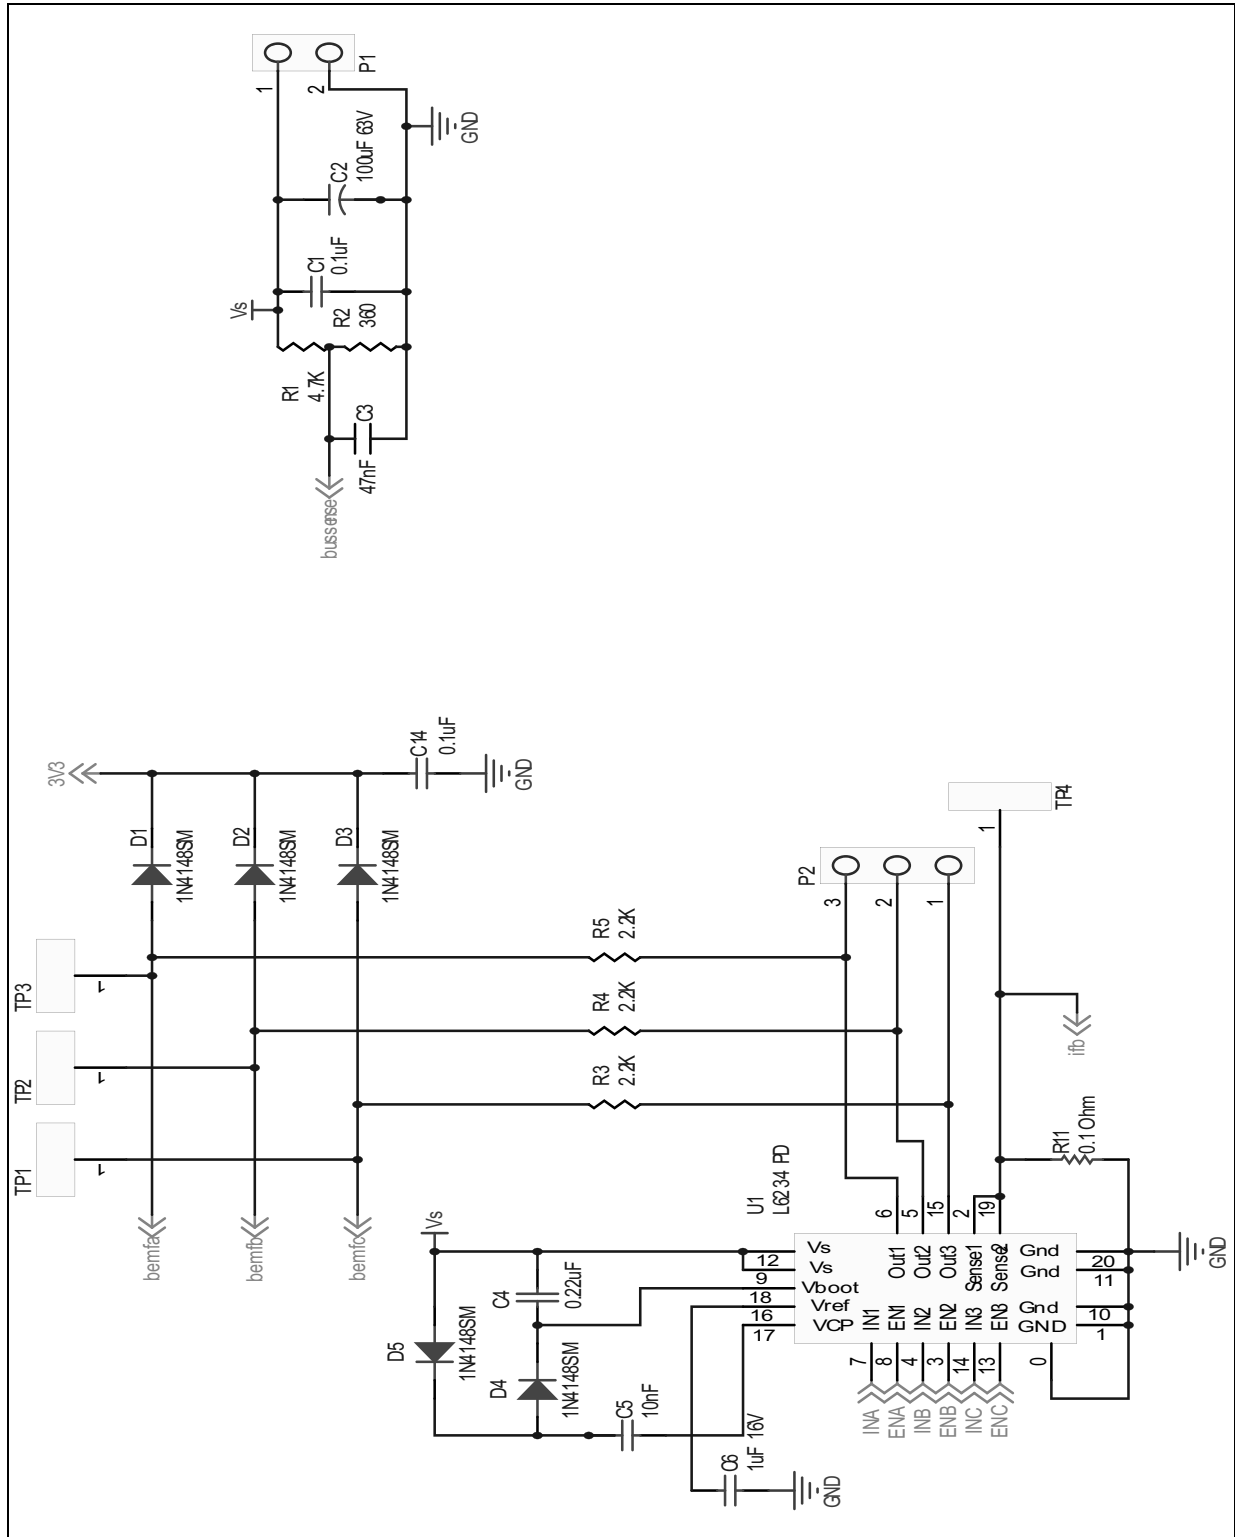 P1
1
2
GND
C2
100uF 63V
C1
0.1uF
Vs
R2
360
R1
4.7K
C3
47nF
bussense
3V3
C14
0.1uF
GND
D1
1N4148SM
D2
1N4148SM
D3
1N4148SM
TP3
1
TP2
1
TP1
1
bemfa
bemfb
bemfc
R5
2.2K
R4
2.2K
R3
2.2K
P2
3
2
1
TP4
1
ifb
R11
0.1 Ohm
U1
L6234 PD
6
5
15
2
19
Out1
Out2
Out3
Sense1
Sense2
Vs
12
Vs
9
Vboot
18
Vref
16
VCP
17
IN1
EN1
IN2
EN2
IN3
EN3
Gnd
20
Gnd
11
Gnd
10
GND
1
7
8
4
3
14
13
0
INA
ENA
INB
ENB
INC
ENC
GND
Vs
C4
0.22uF
D5
1N4148SM
D4
1N4148SM
C5
10nF
C6
1uF 16V
GND